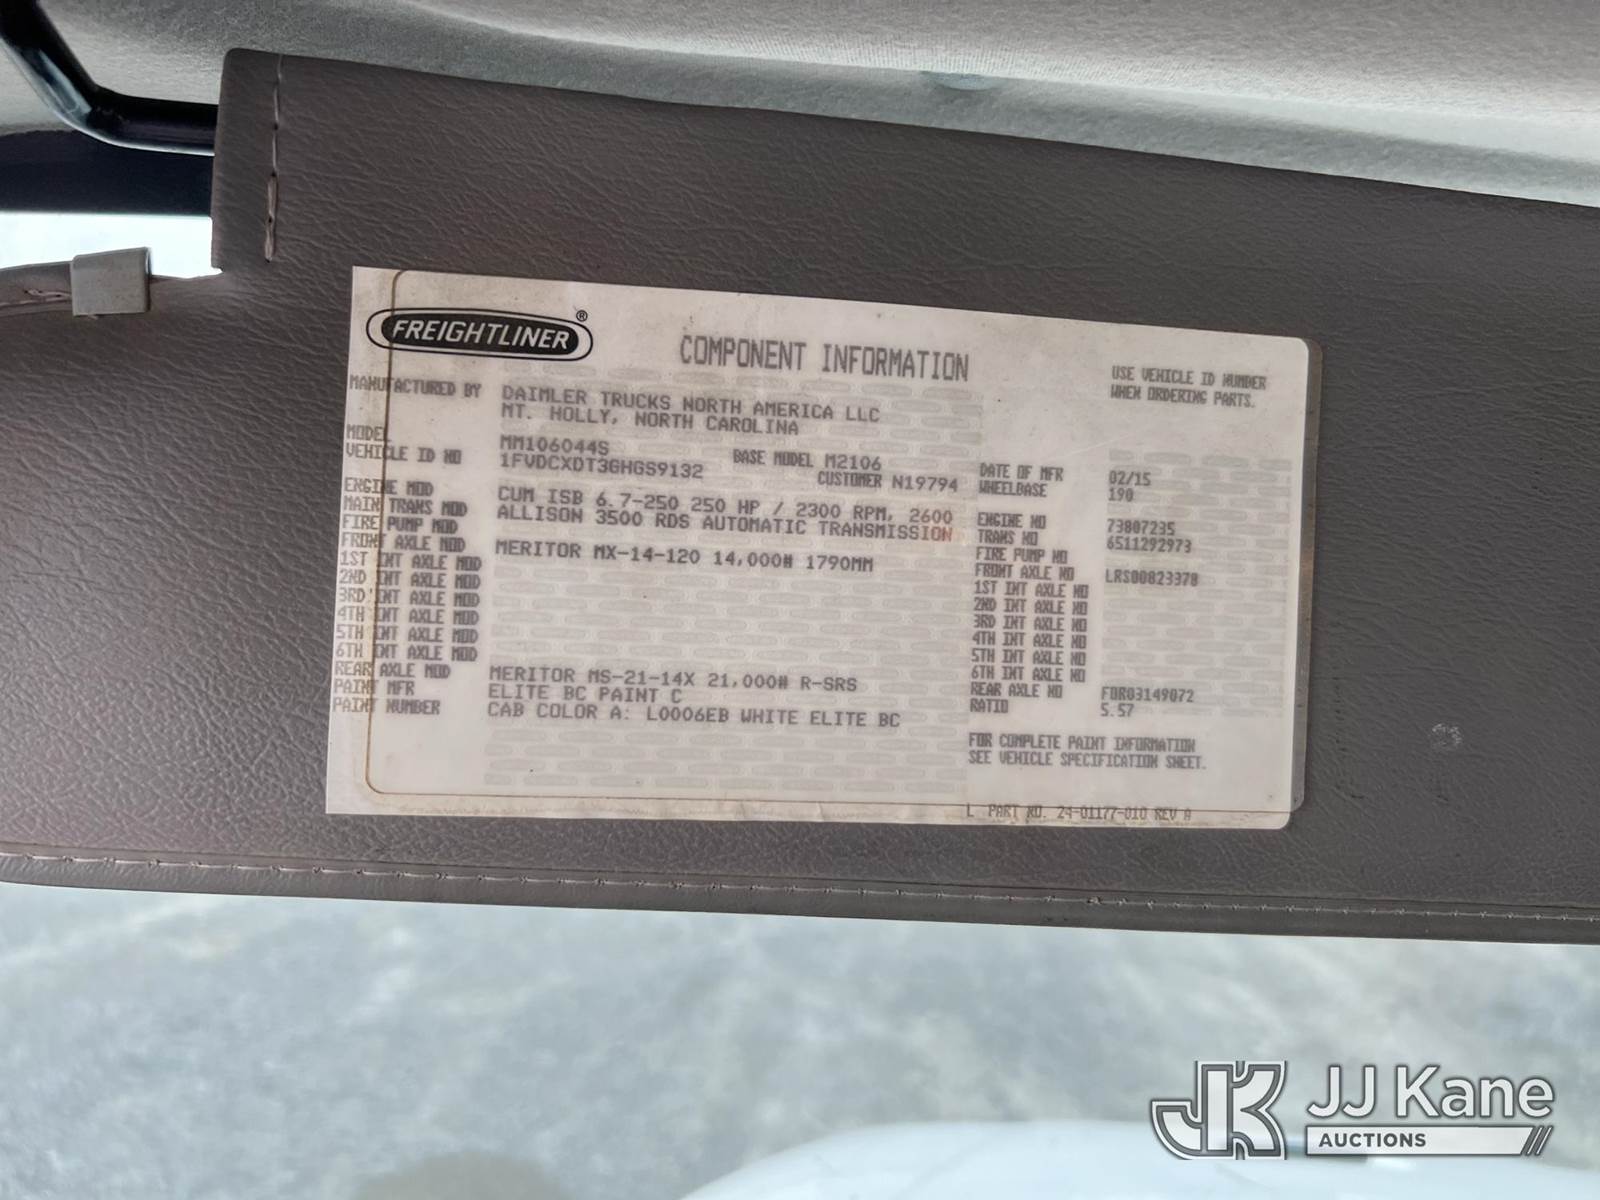 FREIGHTLINER®
COMPONENT INFORMATION
USE VEHICLE ID NUMBER
WHEN ORDERING PARTS.
MANUFACTURED BY DAIMLER TRUCKS NORTH AMERICA LLC
MT. HOLLY, NORTH CAROLINA
MODEL MM106044S BASE MODEL M2106 DATE OF MFR 02/15
VEHICLE ID NO 1FVDCXDT3GHGS9132 CUSTOMER N19794 WHEELBASE 190
ENGINE MOD CUM ISB 6.7-250 250 HP / 2300 RPM, 2600 ENGINE NO 73807235
MAIN TRANS MOD ALLISON 3500 RDS AUTOMATIC TRANSMISSION TRANS NO 6511292973
FIRE PUMP MOD FIRE PUMP NO
FRONT AXLE MOD MERITOR MX-14-120 14,000# 1790MM FRONT AXLE NO LRS00823378
1ST INT AXLE MOD 1ST INT AXLE NO
2ND INT AXLE MOD 2ND INT AXLE NO
3RD INT AXLE MOD 3RD INT AXLE NO
4TH INT AXLE MOD 4TH INT AXLE NO
5TH INT AXLE MOD 5TH INT AXLE NO
6TH INT AXLE MOD 6TH INT AXLE NO
REAR AXLE MOD MERITOR MS-21-14X 21,000# R-SRS REAR AXLE NO FDR03149072
PAINT MFR ELITE BC PAINT C RATIO 5.57
PAINT NUMBER CAB COLOR A: L0006EB WHITE ELITE BC
FOR COMPLETE PAINT INFORMATION
SEE VEHICLE SPECIFICATION SHEET.
L PART NO. 24-01177-010 REV A
JK JJ Kane
AUCTIONS